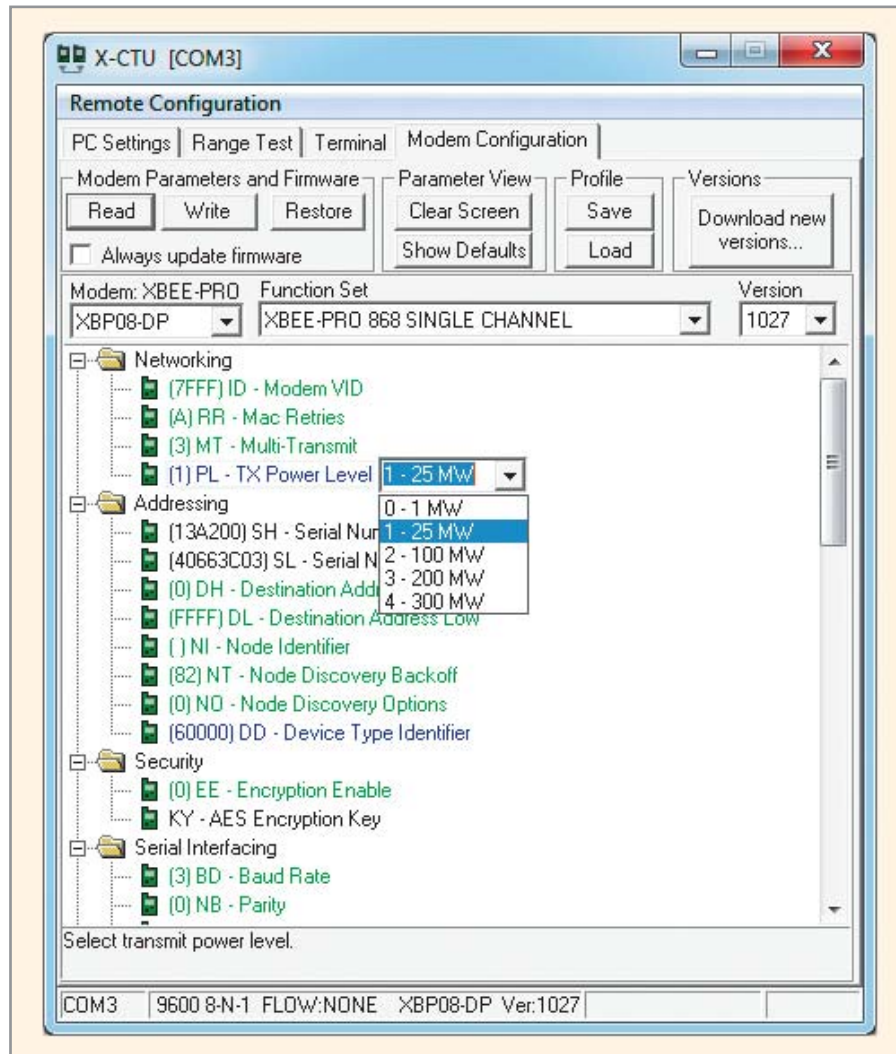 X-CTU [COM3]
Remote Configuration
PC Settings Range Test Terminal Modem Configuration
Modem Parameters and Firmware Parameter View Profile Versions
Read Write Restore Clear Screen Save Download new versions...
Always update firmware Show Defaults Load
Modem: XBEE-PRO Function Set Version
XBP08-DP XBEE-PRO 868 SINGLE CHANNEL 1027
Networking
(7FFF) ID - Modem VID
(A) RR - Mac Retries
(3) MT - Multi-Transmit
(1) PL - TX Power Level 1 - 25 MW
0 - 1 MW
1 - 25 MW
2 - 100 MW
3 - 200 MW
4 - 300 MW
Addressing
(13A200) SH - Serial Nur
(40663C03) SL - Serial N
(0) DH - Destination Addr
(FFFF) DL - Destination Address Low
( ) NI - Node Identifier
(82) NT - Node Discovery Backoff
(0) NO - Node Discovery Options
(60000) DD - Device Type Identifier
Security
(0) EE - Encryption Enable
KY - AES Encryption Key
Serial Interfacing
(3) BD - Baud Rate
(0) NB - Parity
Select transmit power level.
COM3 9600 8-N-1 FLOW:NONE XBP08-DP Ver:1027